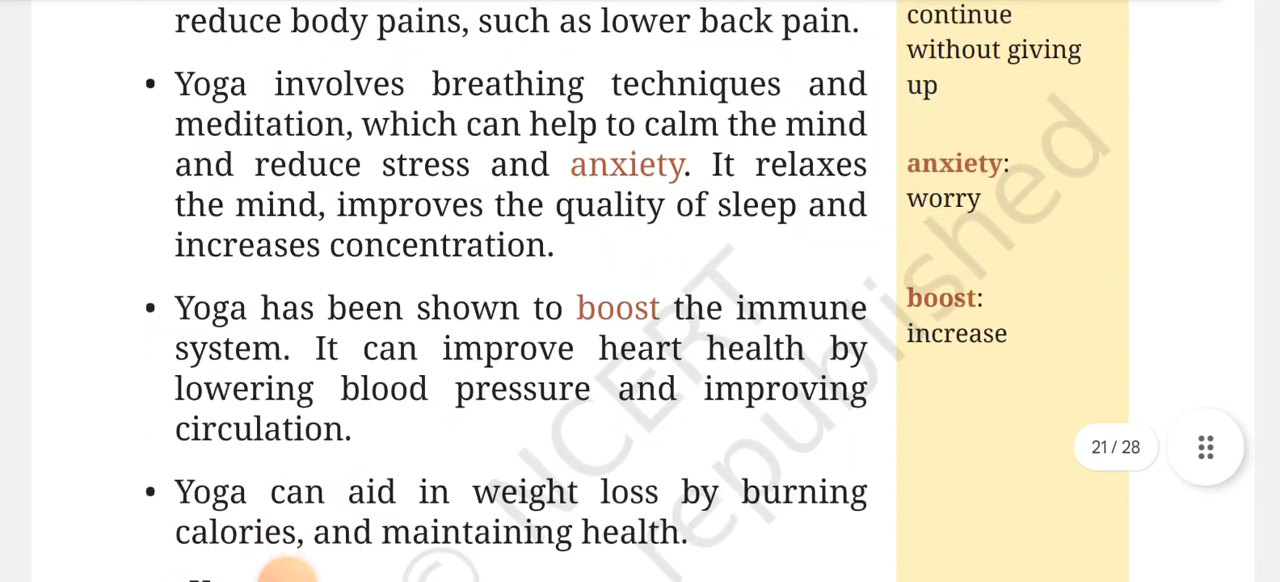 reduce body pains, such as lower back pain.
• Yoga involves breathing techniques and
meditation, which can help to calm the mind
and reduce stress and anxiety. It relaxes
the mind, improves the quality of sleep and
increases concentration.
• Yoga has been shown to boost the immune
system. It can improve heart health by
lowering blood pressure and improving
circulation.
• Yoga can aid in weight loss by burning
calories, and maintaining health.
continue
without giving
up
anxiety:
worry
boost:
increase
21 / 28
© NCERT
republished